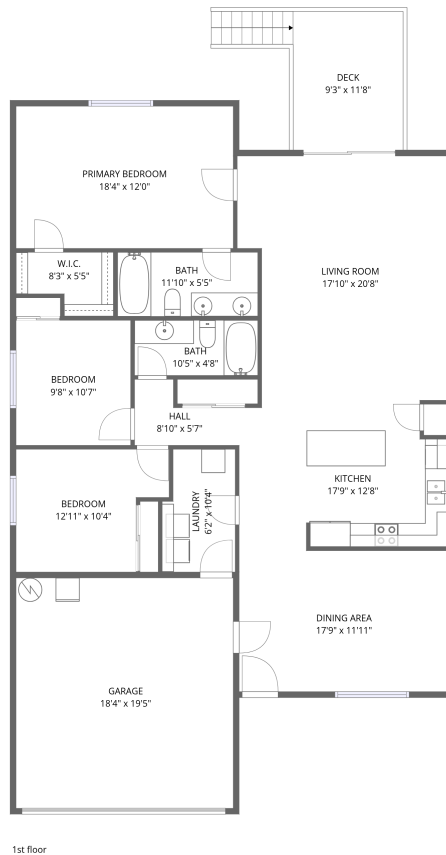 DECK
9'3" x 11'8"
PRIMARY BEDROOM
18'4" x 12'0"
W.I.C.
8'3" x 5'5"
BATH
11'10" x 5'5"
LIVING ROOM
17'10" x 20'8"
BATH
10'5" x 4'8"
BEDROOM
9'8" x 10'7"
HALL
8'10" x 5'7"
KITCHEN
17'9" x 12'8"
BEDROOM
12'11" x 10'4"
LAUNDRY
6'2" x 10'4"
DINING AREA
17'9" x 11'11"
GARAGE
18'4" x 19'5"
1st floor